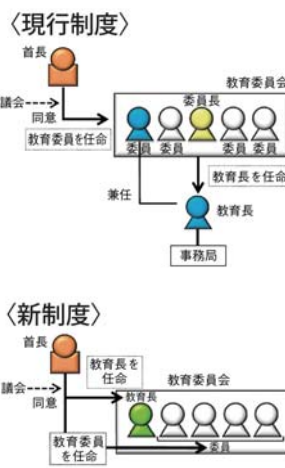 〈現行制度〉
首長
教育委員会
議会
同意
委員長
教育委員を任命
委員 委員 委員 委員
教育長を任命
兼任
教育長
事務局
〈新制度〉
首長
教育長を
任命
教育委員会
議会
同意
教育長
教育委員
を任命
委員